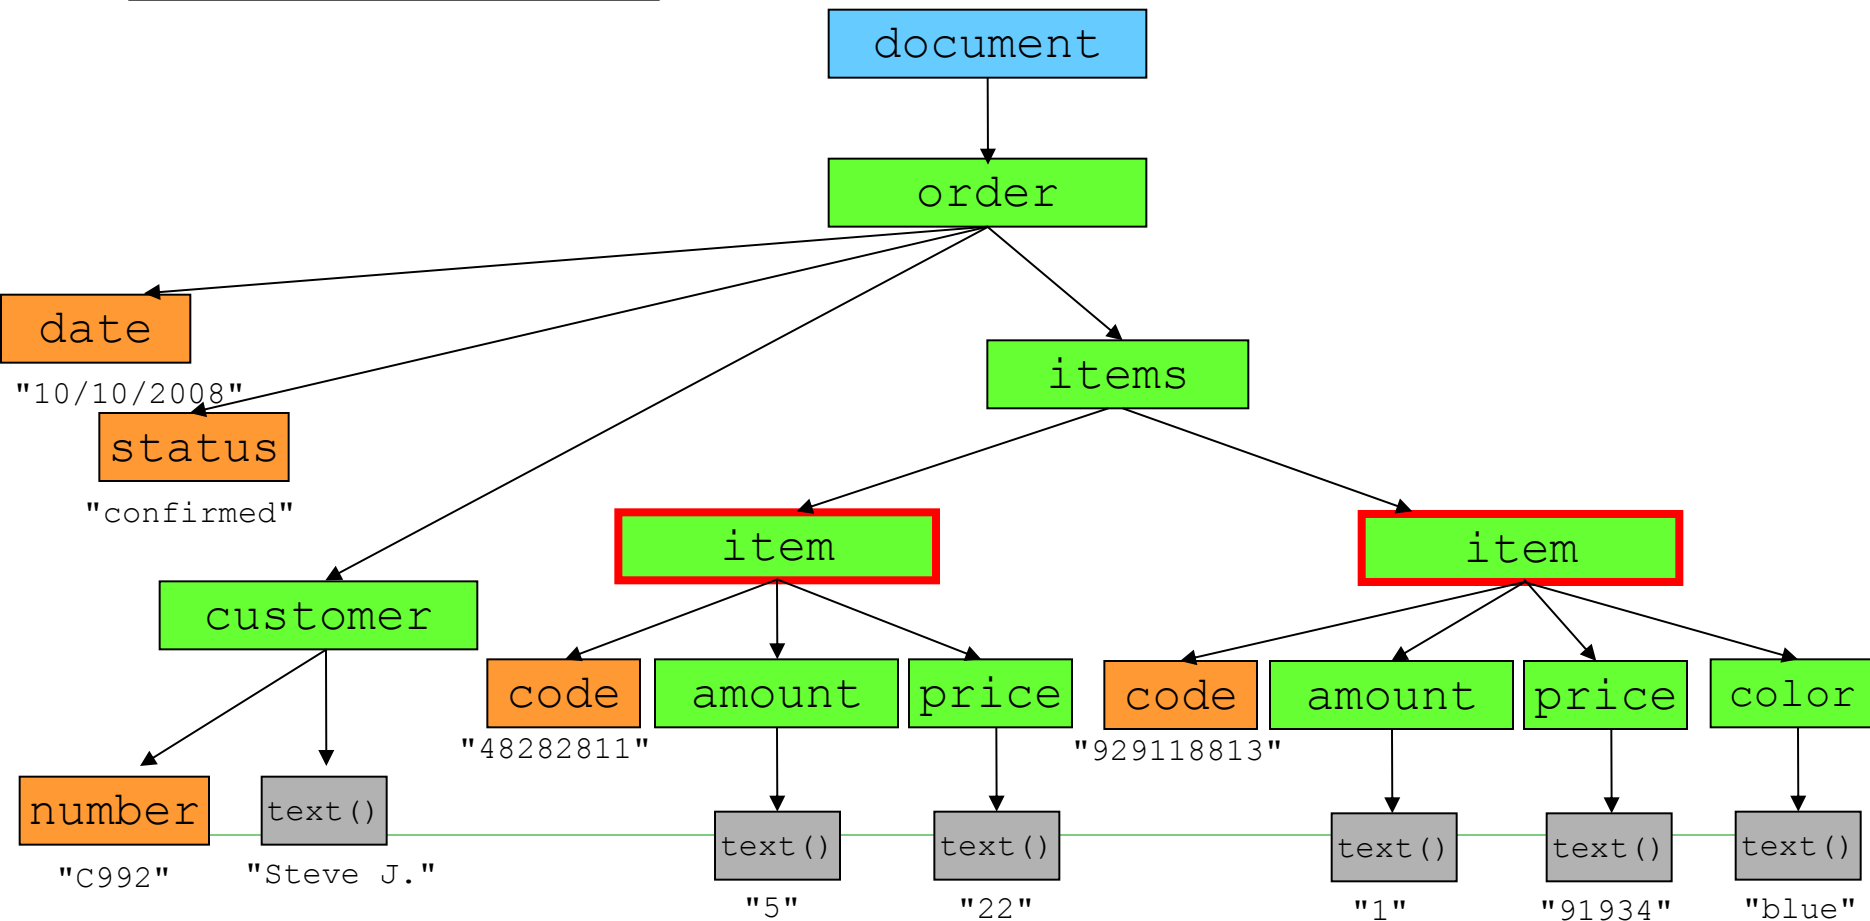 document
order
date
"10/10/2008"
items
status
"confirmed"
item
item
customer
code
amount
price
code
amount
price
color
"48282811"
"929118813"
number
text()
text()
text()
text()
text()
text()
"C992"
"Steve J."
"5"
"22"
"1"
"91934"
"blue"